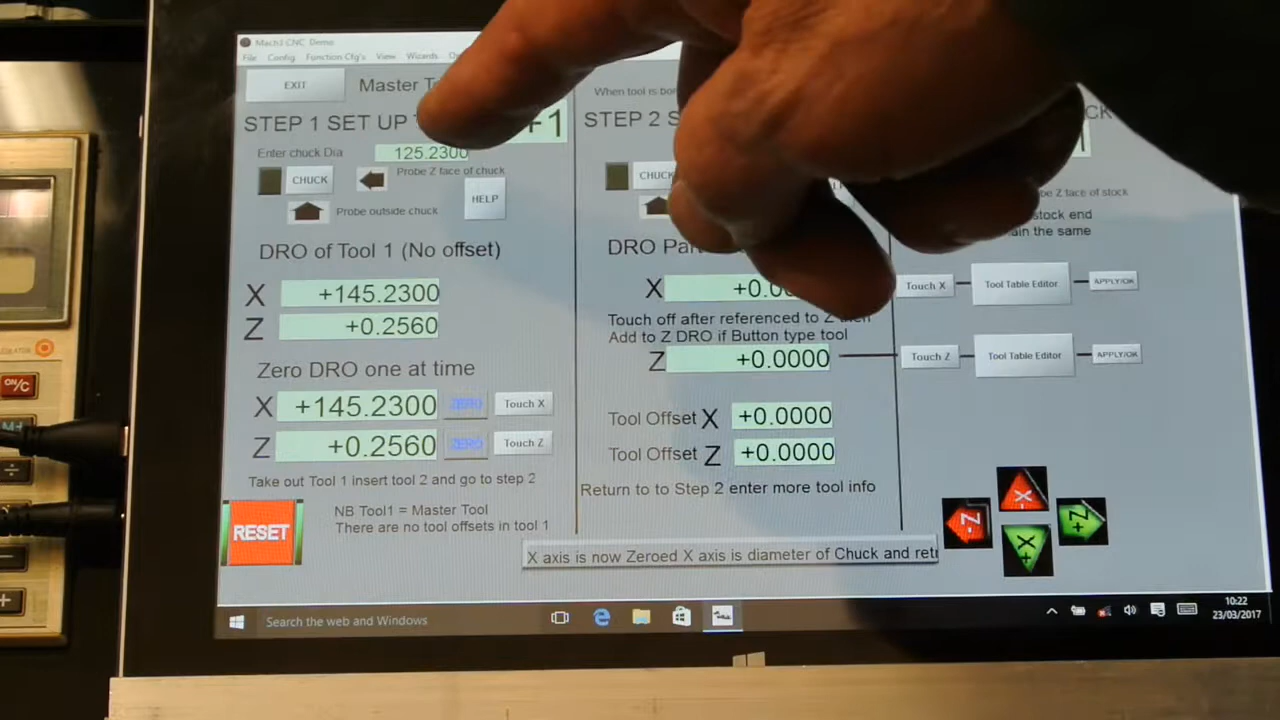 Mach3 CNC Demo
File Config Function Cfg's View Wizards
EXIT
Master
When tool is
STEP 1 SET UP
+1
STEP 2
Enter chuck Dia
125.2300
Probe Z face of chuck
CHUCK
HELP
Probe outside chuck
CHUCK
Z face of stock
stock end
the same
DRO of Tool 1 (No offset)
X +145.2300
Z +0.2560
DRO
X
Touch X
Tool Table Editor
APPLY/OK
Touch off after referenced to Z
Add to Z DRO if Button type tool
Z +0.0000
Touch Z
Tool Table Editor
APPLY/OK
Zero DRO one at time
X +145.2300
ZERO
Touch X
Z +0.2560
ZERO
Touch Z
Tool Offset X +0.0000
Tool Offset Z +0.0000
Take out Tool 1 insert tool 2 and go to step 2
Return to to Step 2 enter more tool info
RESET
NB Tool1 = Master Tool
There are no tool offsets in tool 1
X axis is now Zeroed X axis is diameter of Chuck and retr
X
Z
Z
X
Search the web and Windows
10:22
23/03/2017
ON/C
÷
+